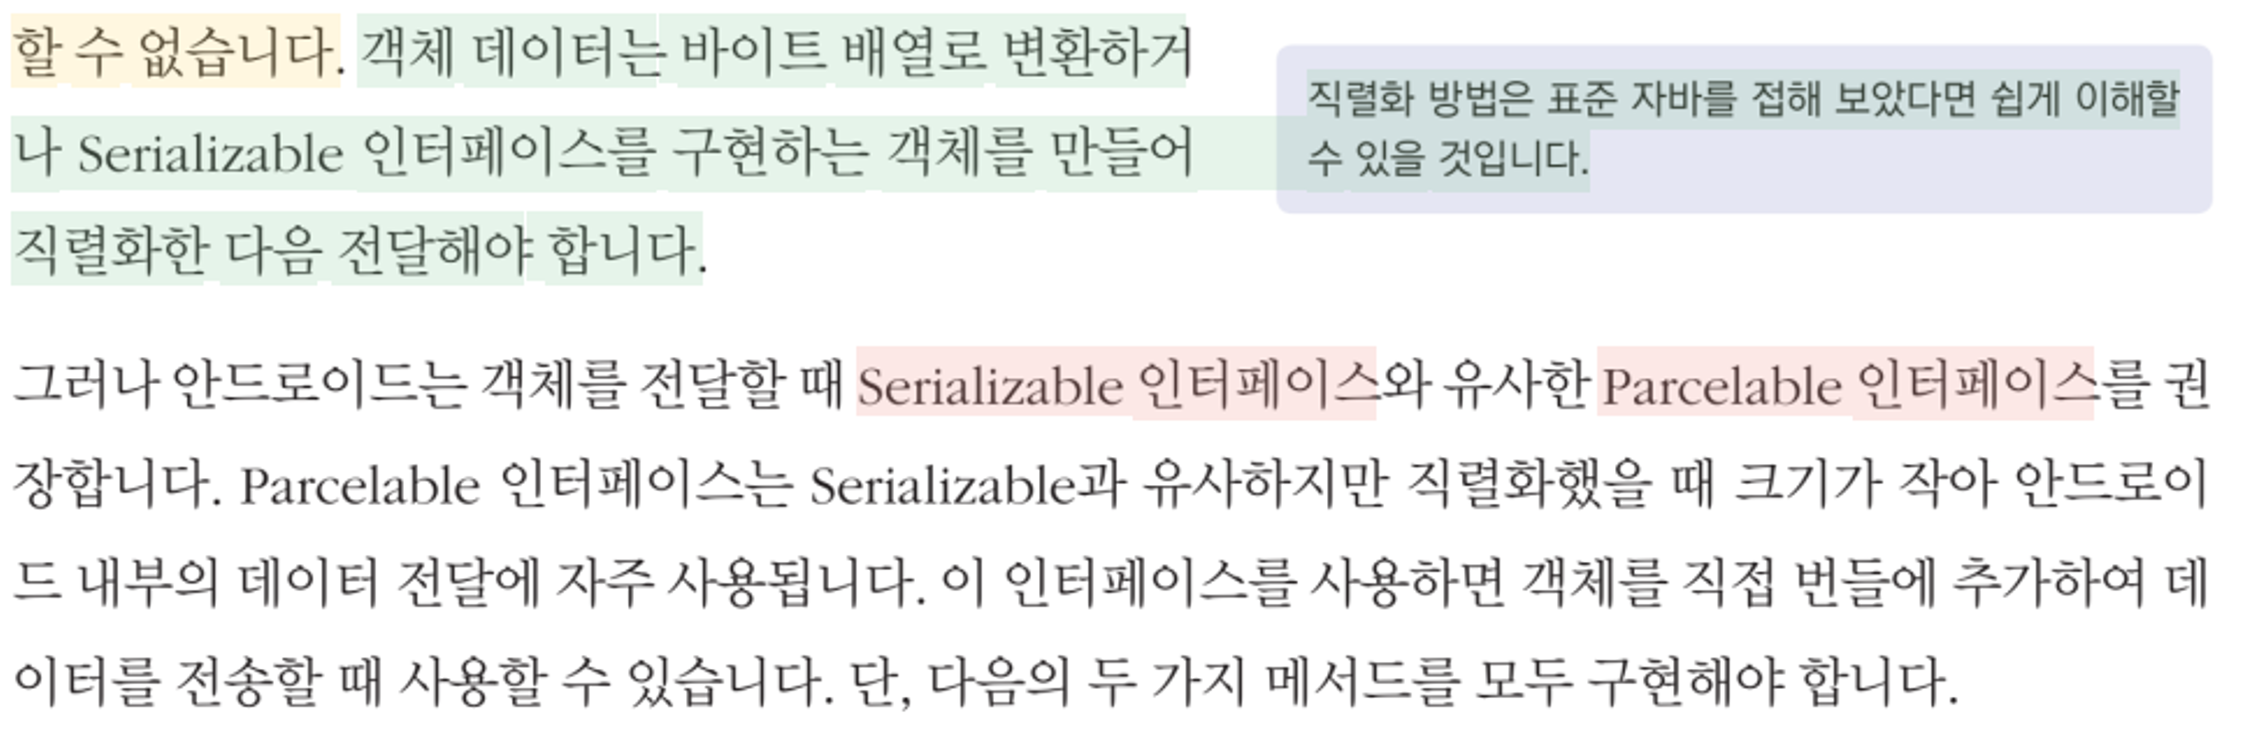 할 수 없습니다. 객체 데이터는 바이트 배열로 변환하거
나 Serializable 인터페이스를 구현하는 객체를 만들어
직렬화한 다음 전달해야 합니다.
직렬화 방법은 표준 자바를 접해 보았다면 쉽게 이해할
수 있을 것입니다.
그러나 안드로이드는 객체를 전달할 때 Serializable 인터페이스와 유사한 Parcelable 인터페이스를 권
장합니다. Parcelable 인터페이스는 Serializable과 유사하지만 직렬화했을 때 크기가 작아 안드로이
드 내부의 데이터 전달에 자주 사용됩니다. 이 인터페이스를 사용하면 객체를 직접 번들에 추가하여 데
이터를 전송할 때 사용할 수 있습니다. 단, 다음의 두 가지 메서드를 모두 구현해야 합니다.